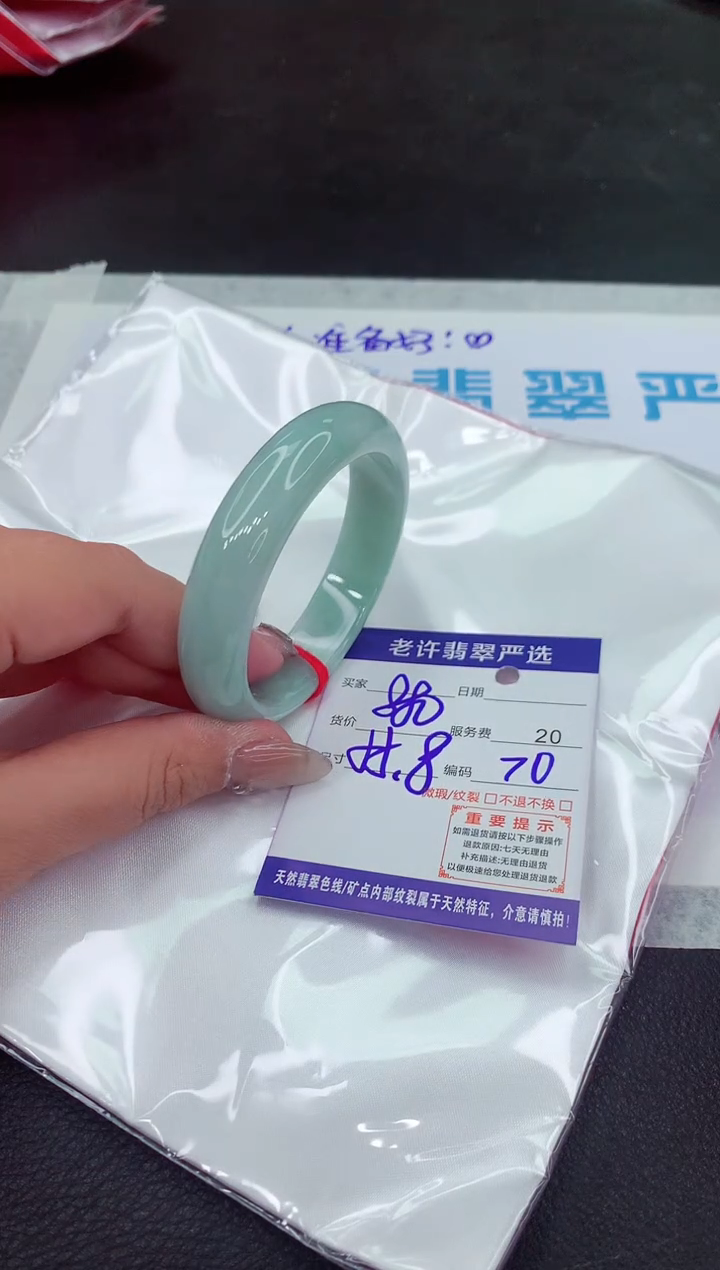 准备好:
翡翠严
老许翡翠严选
买家 日期
货价 服务费 20
尺寸 编码 70
微瑕/纹裂 □不退不换 □
重要提示
如需退货请按以下步骤操作
退款原因:七天无理由
补充描述:无理由退货
以便极速给您处理退货退款
天然翡翠色线/矿点内部纹裂属于天然特征，介意请慎拍!